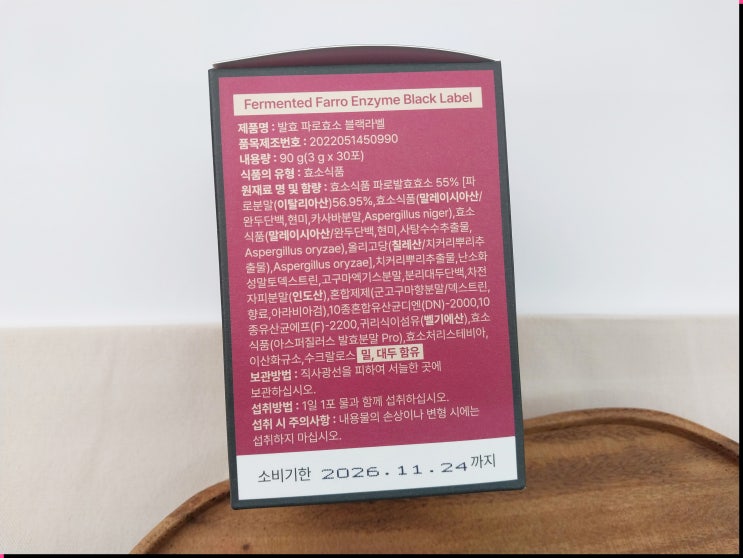 Fermented Farro Enzyme Black Label
제품명 : 발효 파로효소 블랙라벨
품목제조번호 : 2022051450990
내용량 : 90 g(3 g x 30포)
식품의 유형 : 효소식품
원재료 명 및 함량 : 효소식품 파로발효효소 55% [파
로분말(이탈리아산)56.95%,효소식품(말레이시아산/
완두단백,현미,카사바분말,Aspergillus niger),효소
식품(말레이시아산/완두단백,현미,사탕수수추출물,
Aspergillus oryzae),올리고당(칠레산/치커리뿌리추
출물),Aspergillus oryzae],치커리뿌리추출물,난소화
성말토덱스트린,고구마엑기스분말,분리대두단백,차전
자피분말(인도산),혼합제제(군고구마향분말/덱스트린,
향료,아라비아검),10종혼합유산균디엔(DN)-2000,10
종유산균에프(F)-2200,귀리식이섬유(벨기에산),효소
식품(아스퍼질러스 발효분말 Pro),효소처리스테비아,
이산화규소,수크랄로스 밀, 대두 함유
보관방법 : 직사광선을 피하여 서늘한 곳에
보관하십시오.
섭취방법 : 1일 1포 물과 함께 섭취하십시오.
섭취 시 주의사항 : 내용물의 손상이나 변형 시에는
섭취하지 마십시오.
소비기한 2026.11.24까지